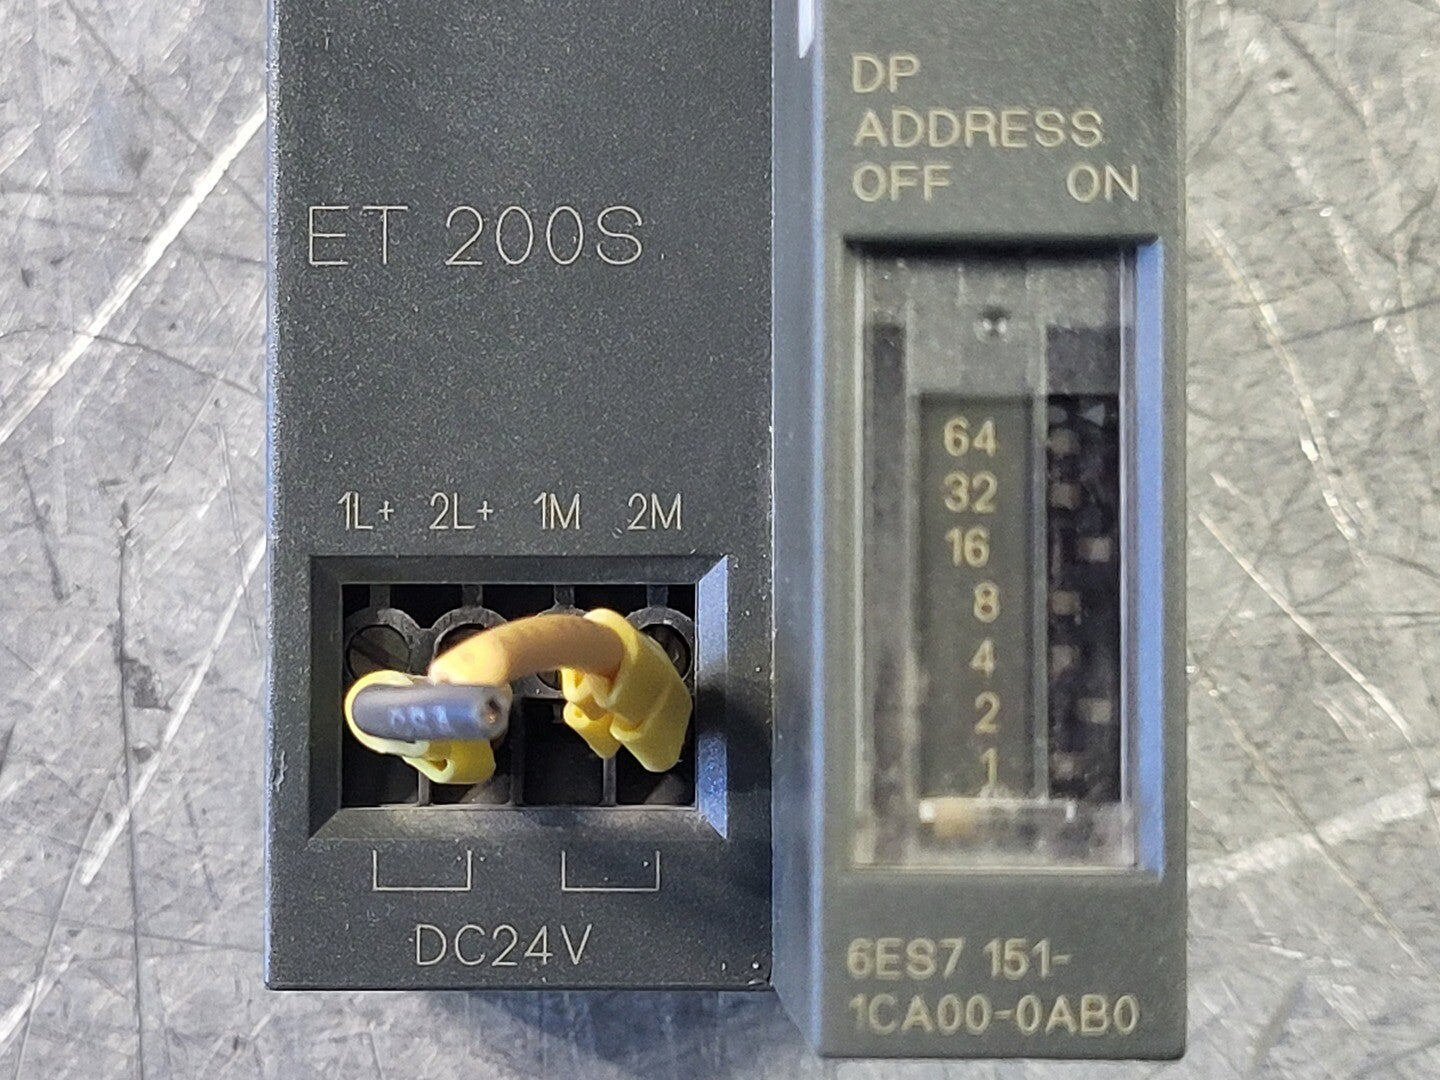 ET 200S
1L+ 2L+ 1M 2M
DC24V
DP
ADDRESS
OFF ON
64
32
16
8
4
2
1
6ES7 151-
1CA00-0AB0